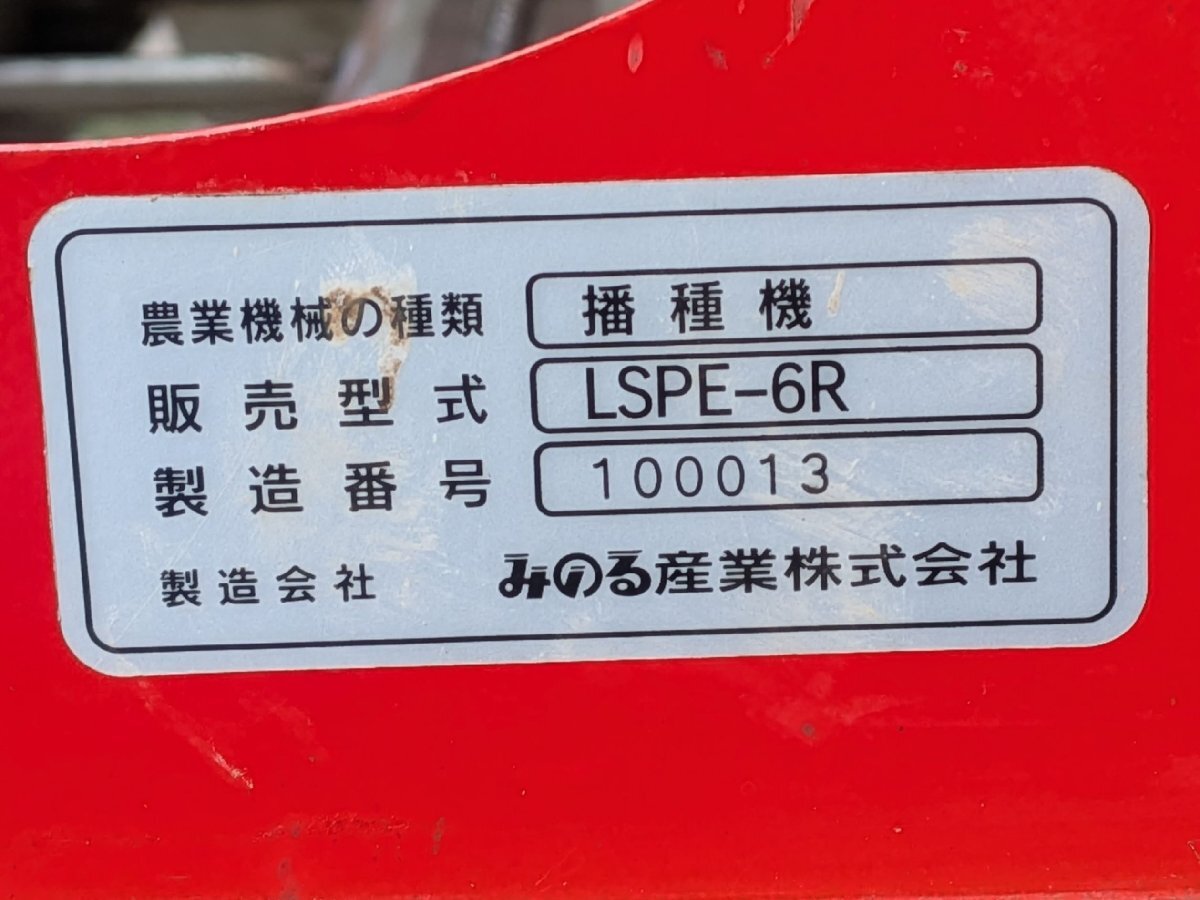 農業機械の種類 播種機
販売型式 LSPE-6R
製造番号 100013
製造会社 みのる産業株式会社